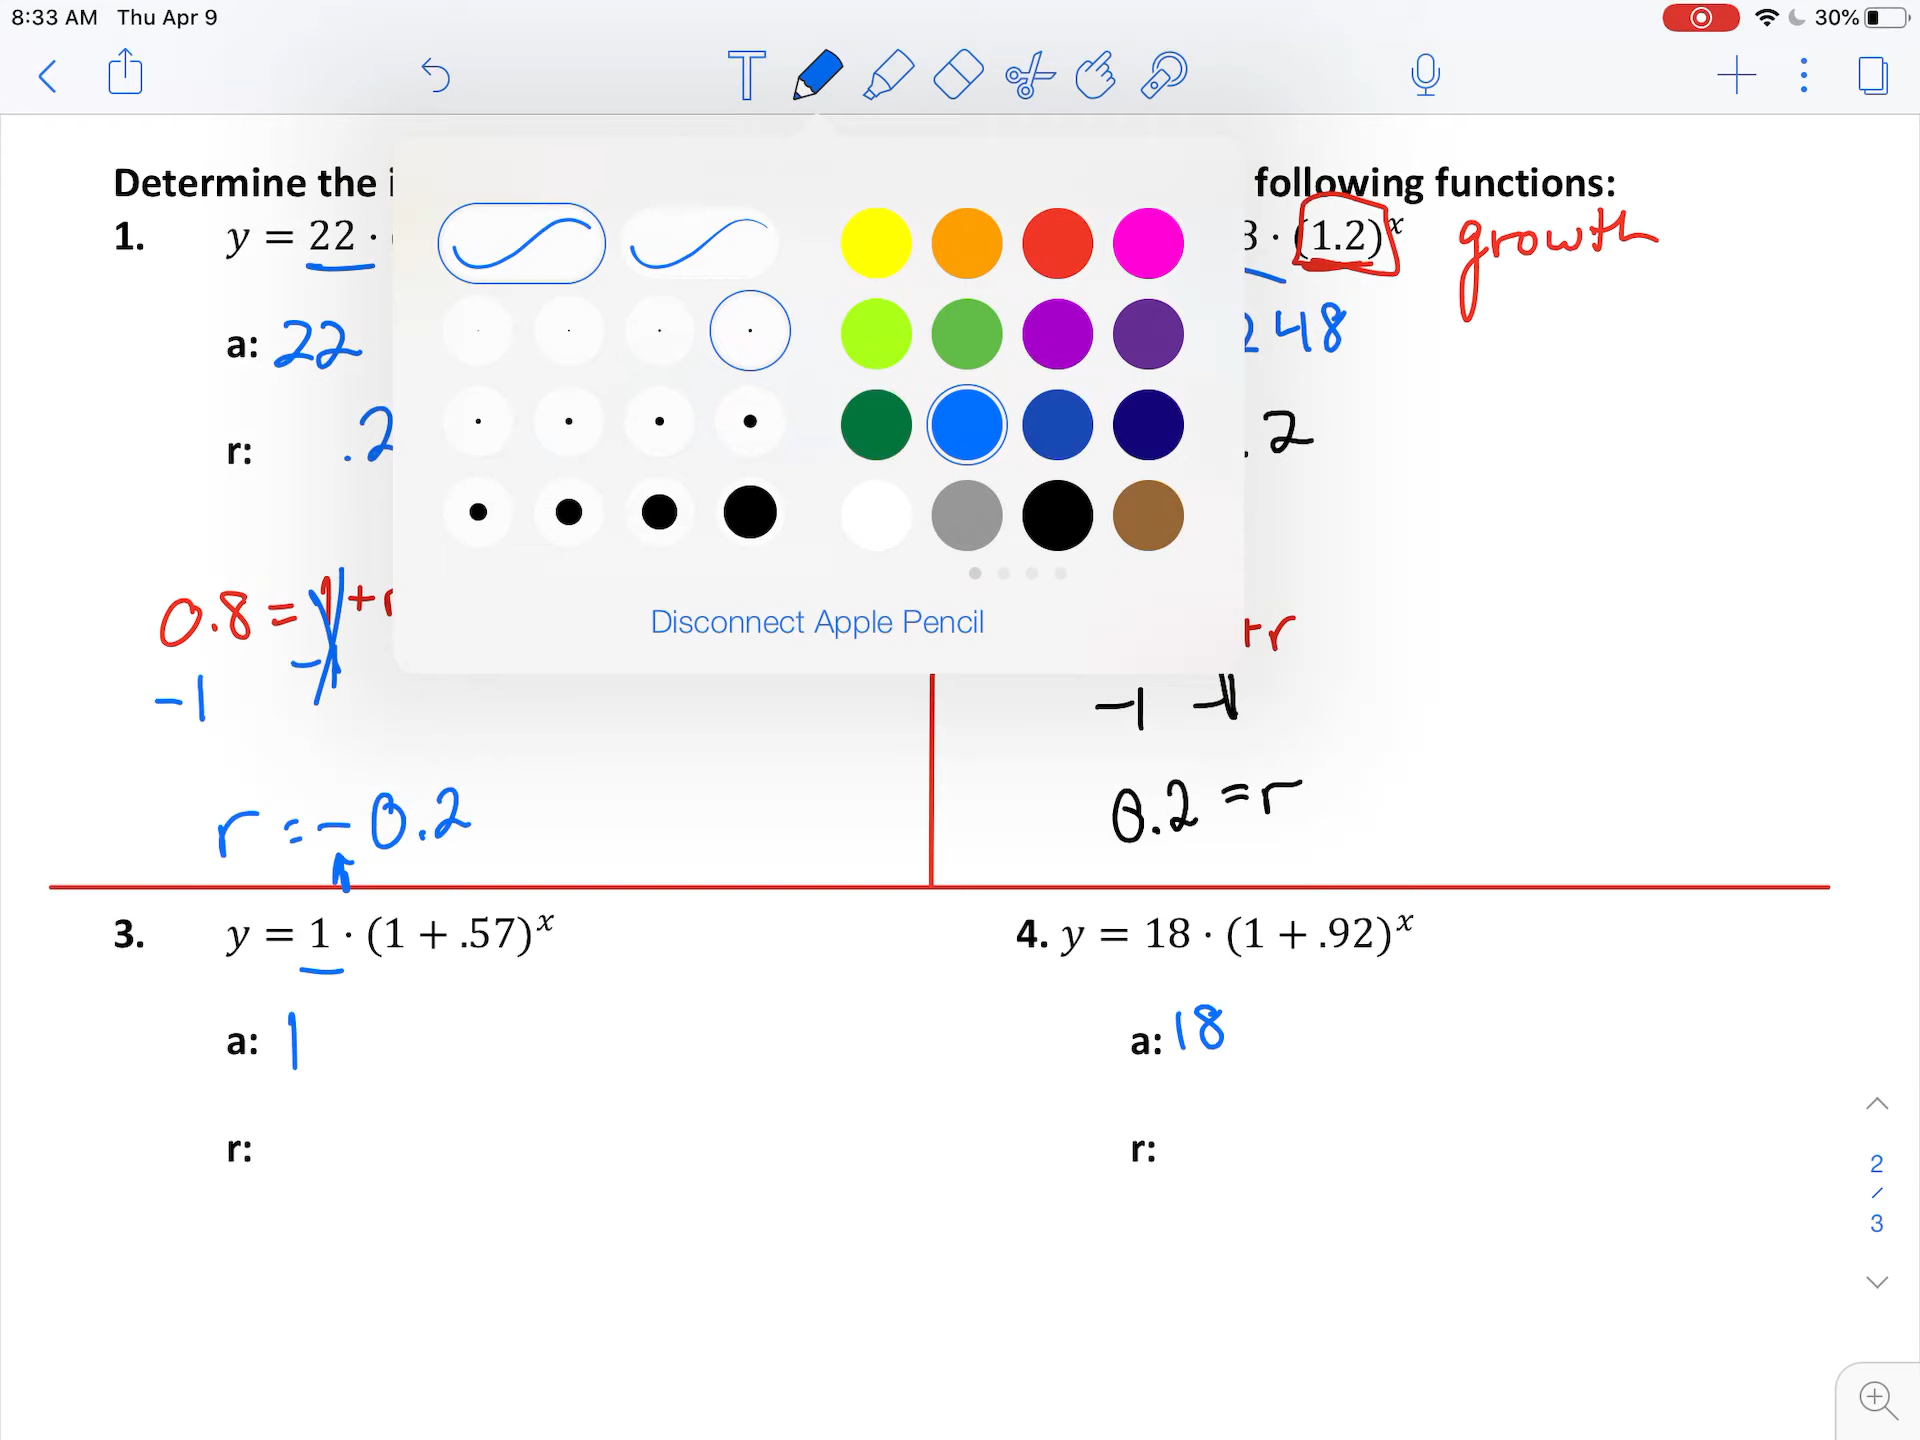 8:33 AM Thu Apr 9 30%
T
Determine the i following functions:
1. y = 22 · 8 · (1.2)^x growth
a: 22 248
r: .2 .2
Disconnect Apple Pencil
0.8 = 1 + r + r
-1 -1 -1 -1
r = -0.2 0.2 = r
3. y = 1 · (1 + .57)^x 4. y = 18 · (1 + .92)^x
a: 1 a: 18
r: r:
2
/
3